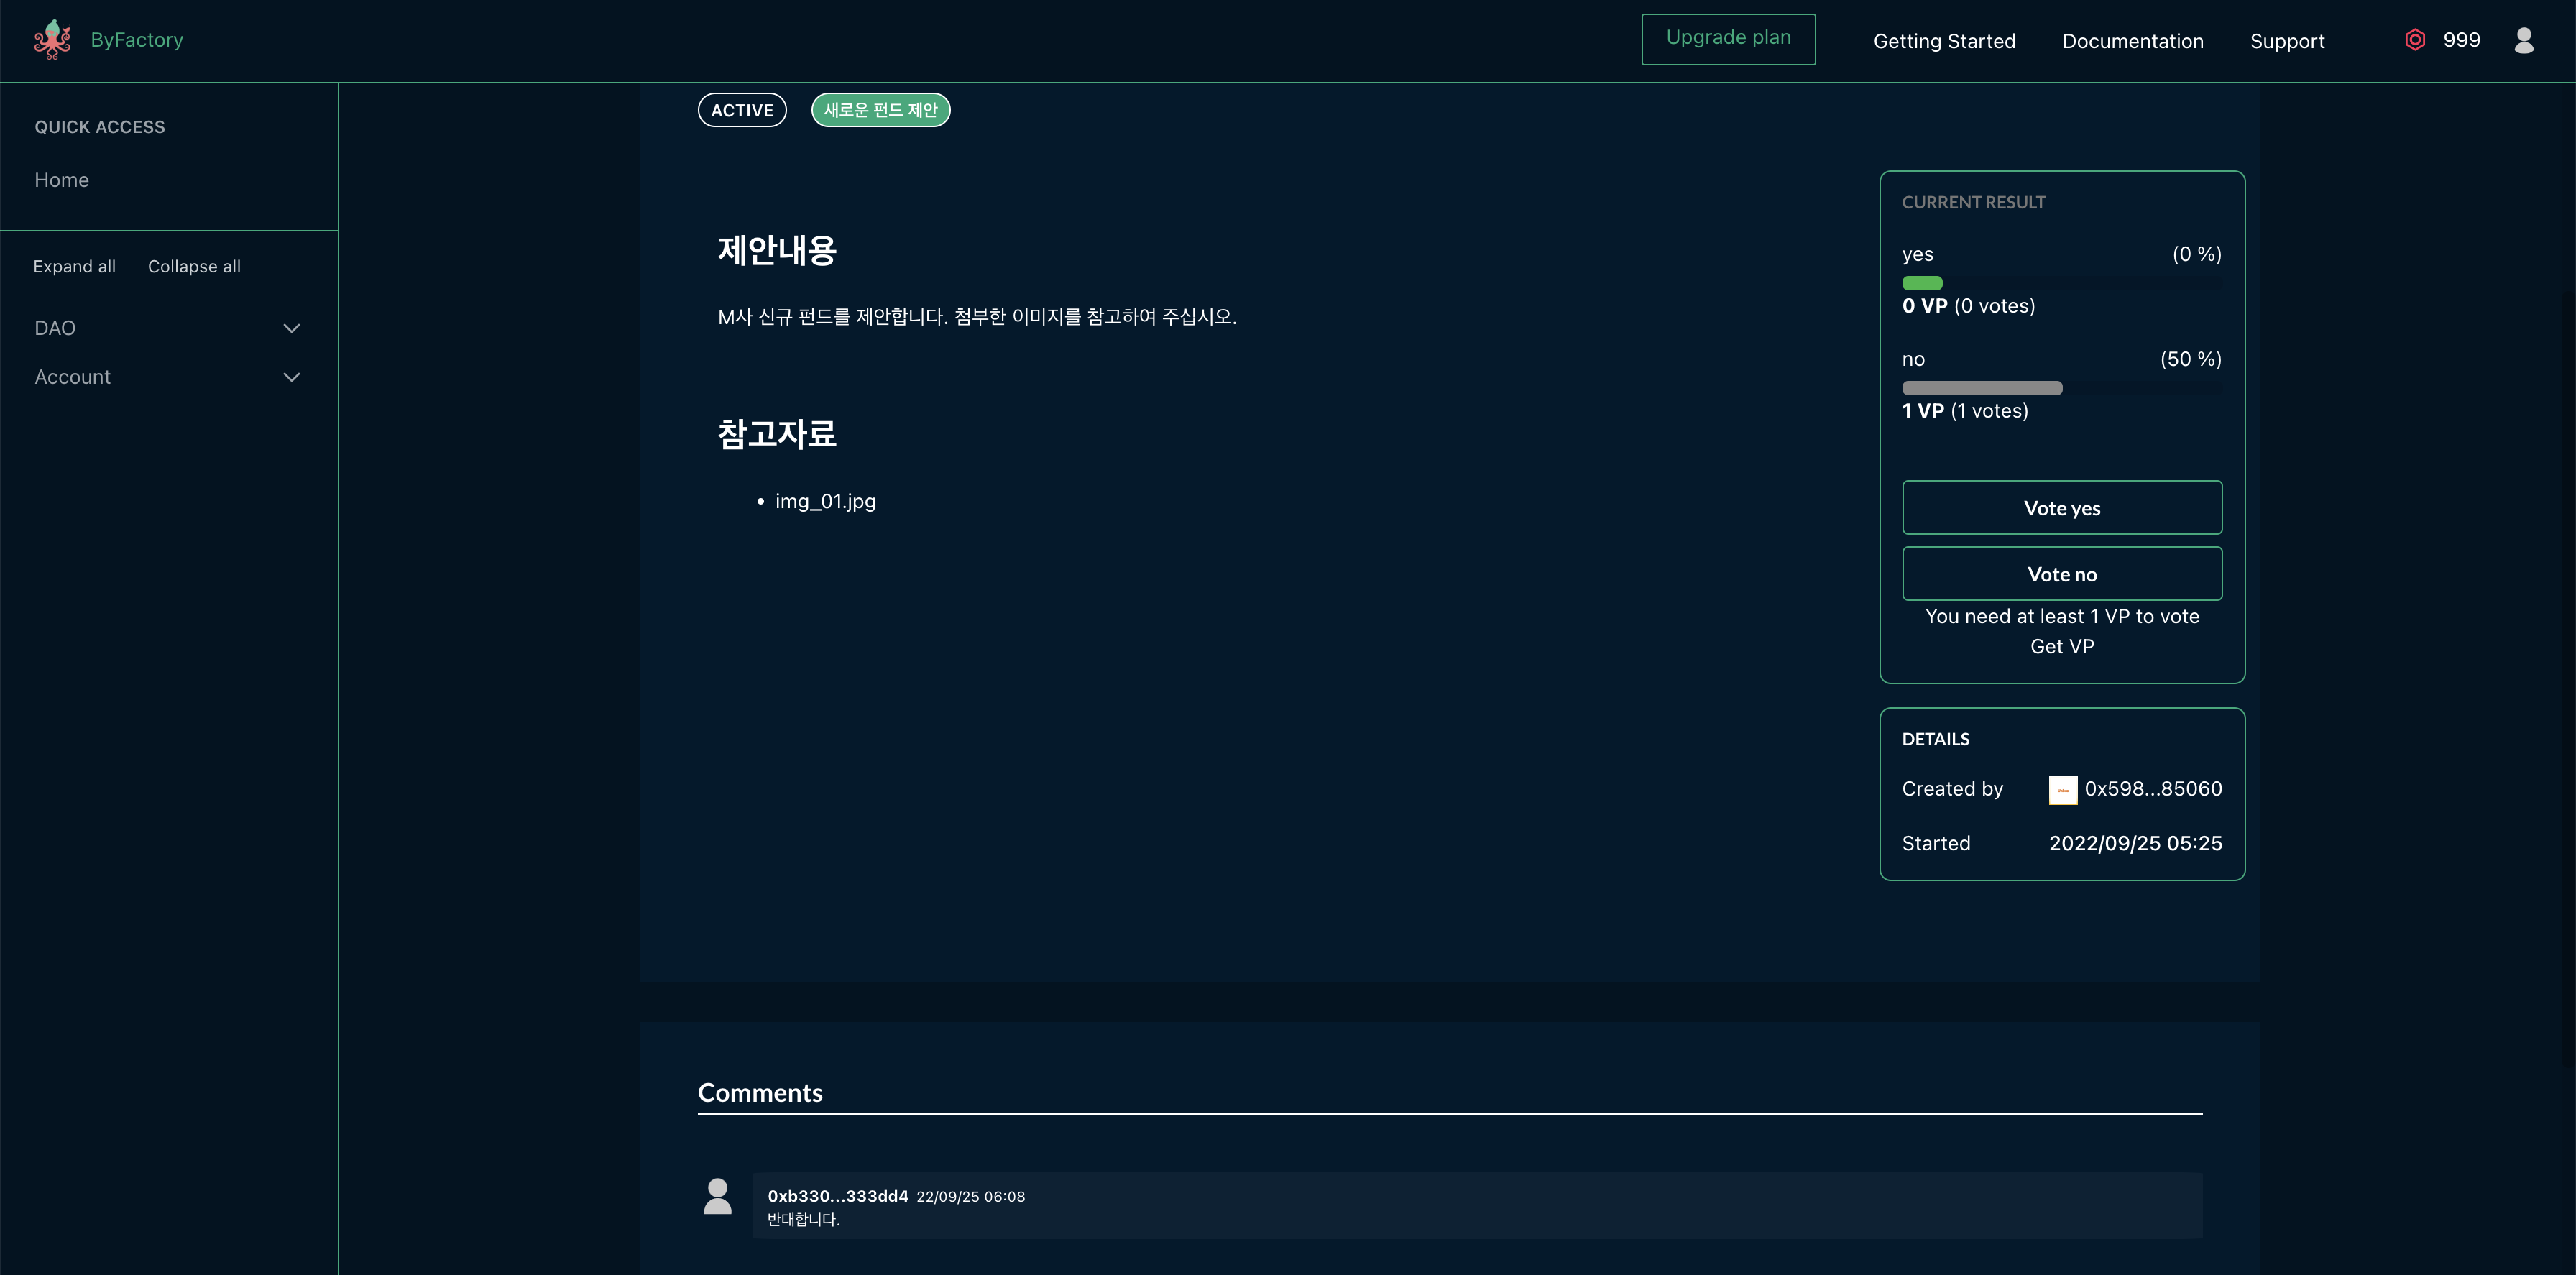 ByFactory
Upgrade plan
Getting Started
Documentation
Support
999
QUICK ACCESS
Home
Expand all
Collapse all
DAO
Account
ACTIVE
새로운 펀드 제안
제안내용
M사 신규 펀드를 제안합니다. 첨부한 이미지를 참고하여 주십시오.
참고자료
• img_01.jpg
CURRENT RESULT
yes (0 %)
0 VP (0 votes)
no (50 %)
1 VP (1 votes)
Vote yes
Vote no
You need at least 1 VP to vote
Get VP
DETAILS
Created by 0x598...85060
Started 2022/09/25 05:25
Comments
0xb330...333dd4 22/09/25 06:08
반대합니다.